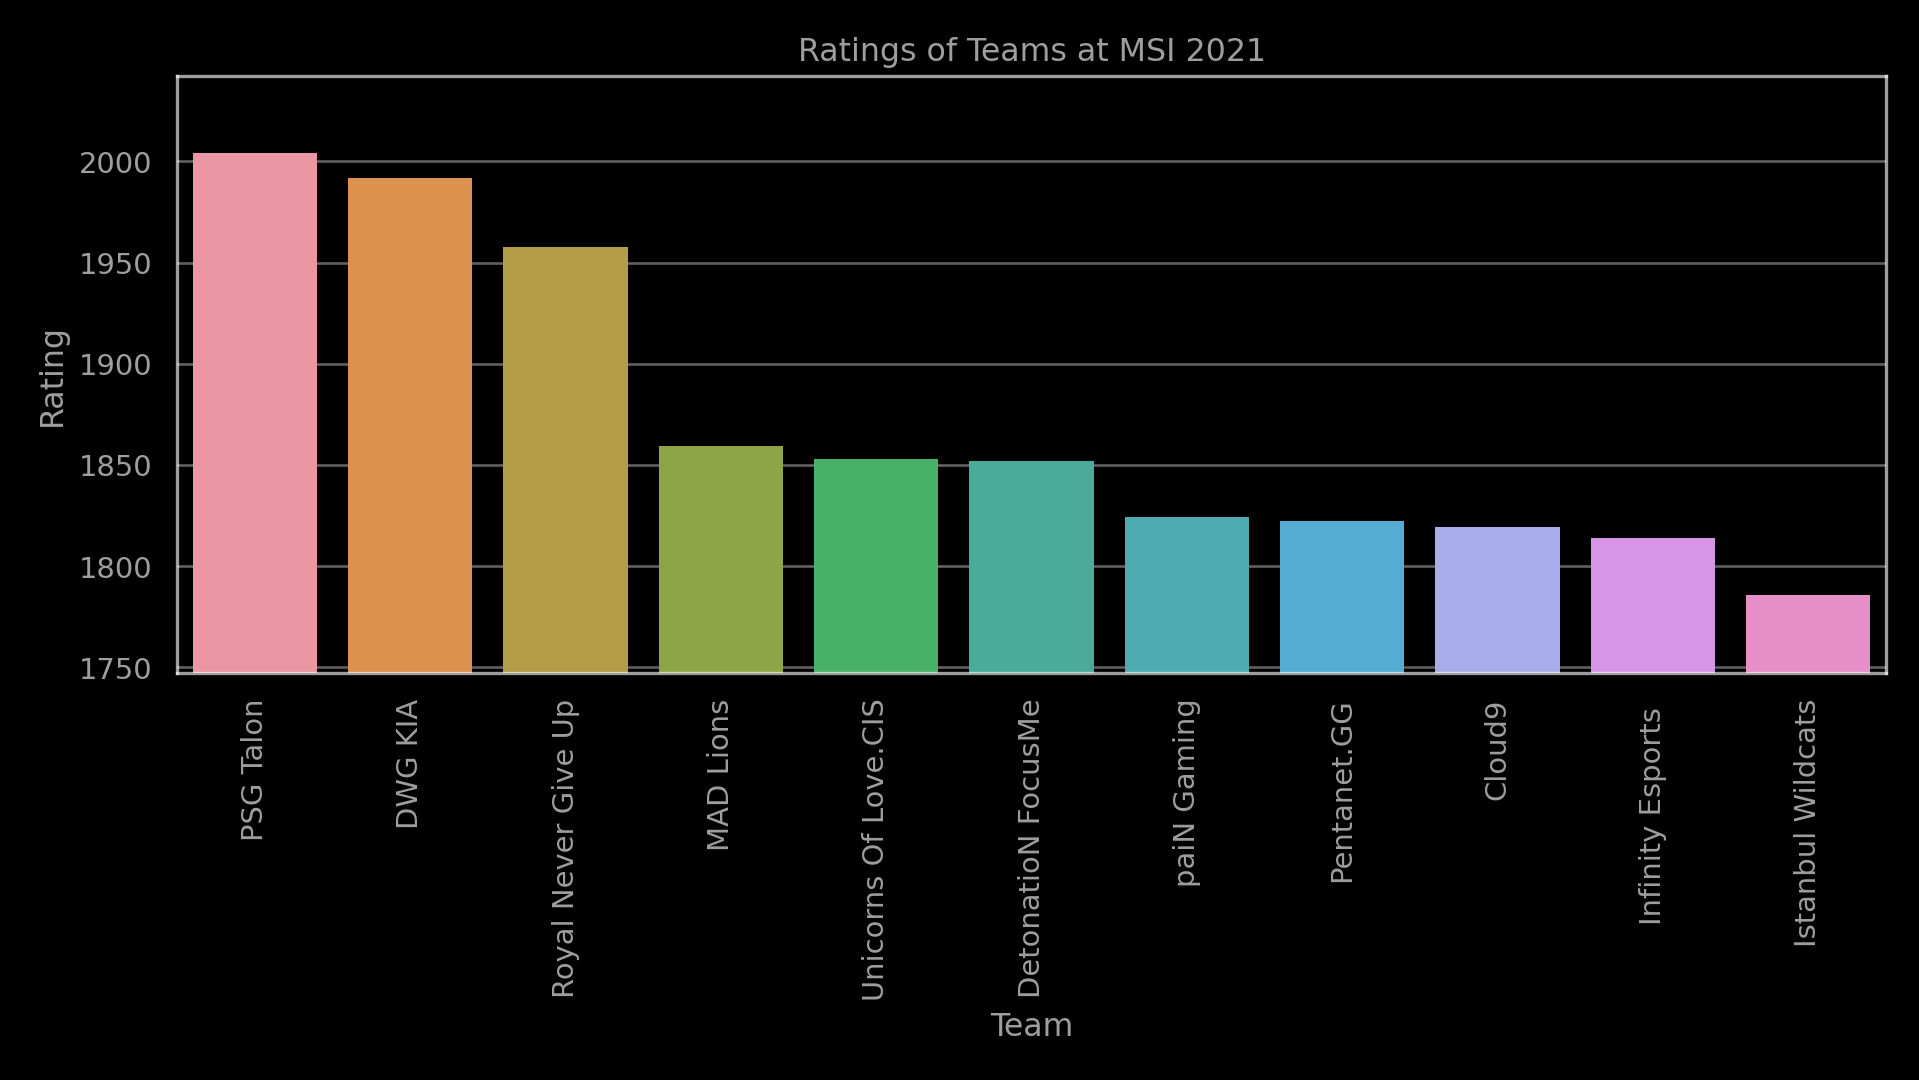 Ratings of Teams at MSI 2021
Rating
2000
1950
1900
1850
1800
1750
PSG Talon
DWG KIA
Royal Never Give Up
MAD Lions
Unicorns Of Love.CIS
DetonatioN FocusMe
paiN Gaming
Pentanet.GG
Cloud9
Infinity Esports
Istanbul Wildcats
Team